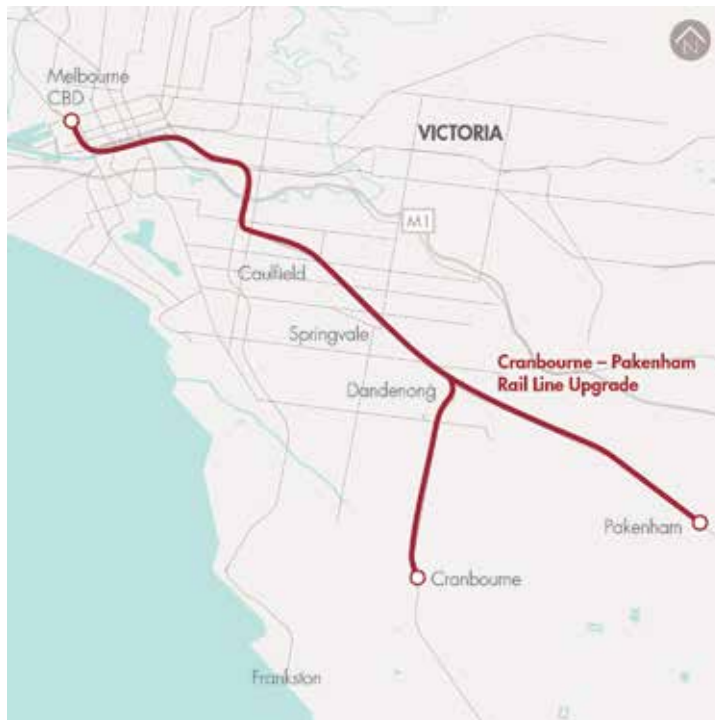 N
Melbourne
CBD
VICTORIA
M1
Caulfield
Springvale
Cranbourne – Pakenham
Rail Line Upgrade
Dandenong
Pakenham
Cranbourne
Frankston